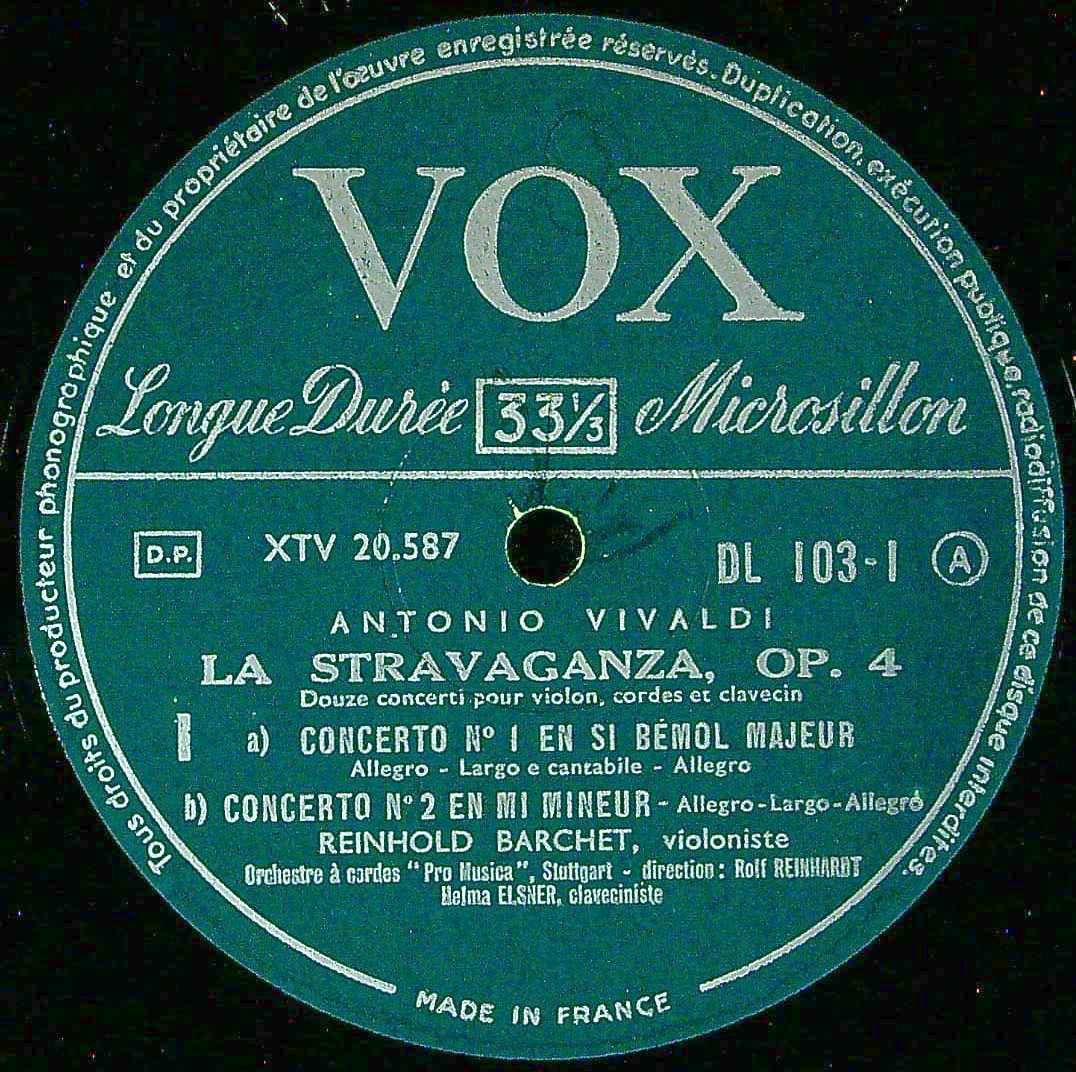 Tous droits du producteur phonographique et du propriétaire de l'œuvre enregistrée réservés. Duplication, exécution publique, radiodiffusion de ce disque interdites.
VOX
Longue Durée 33⅓ Microsillon
D.P. XTV 20.587 DL 103-1 A
ANTONIO VIVALDI
LA STRAVAGANZA, OP. 4
Douze concerti pour violon, cordes et clavecin
I a) CONCERTO Nº 1 EN SI BÉMOL MAJEUR
Allegro - Largo e cantabile - Allegro
b) CONCERTO Nº 2 EN MI MINEUR - Allegro-Largo-Allegro
REINHOLD BARCHET, violoniste
Orchestre à cordes "Pro Musica", Stuttgart - direction : Rolf REINHARDT
Helma ELSNER, claveciniste
MADE IN FRANCE